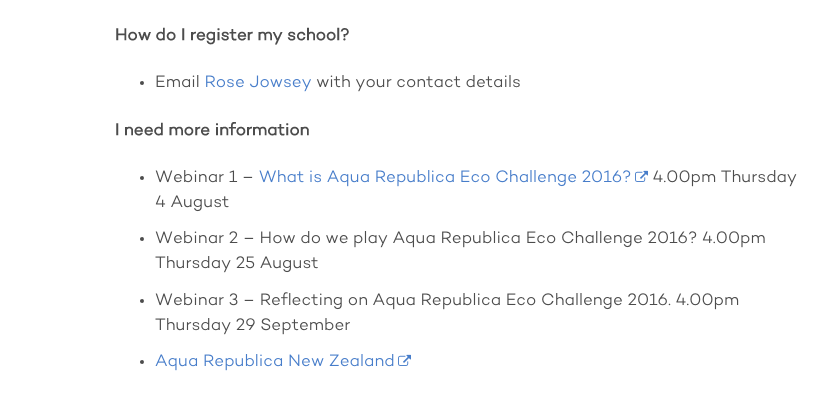 How do I register my school?
• Email Rose Jowsey with your contact details
I need more information
• Webinar 1 – What is Aqua Republica Eco Challenge 2016? 4.00pm Thursday
4 August
• Webinar 2 – How do we play Aqua Republica Eco Challenge 2016? 4.00pm
Thursday 25 August
• Webinar 3 – Reflecting on Aqua Republica Eco Challenge 2016. 4.00pm
Thursday 29 September
• Aqua Republica New Zealand